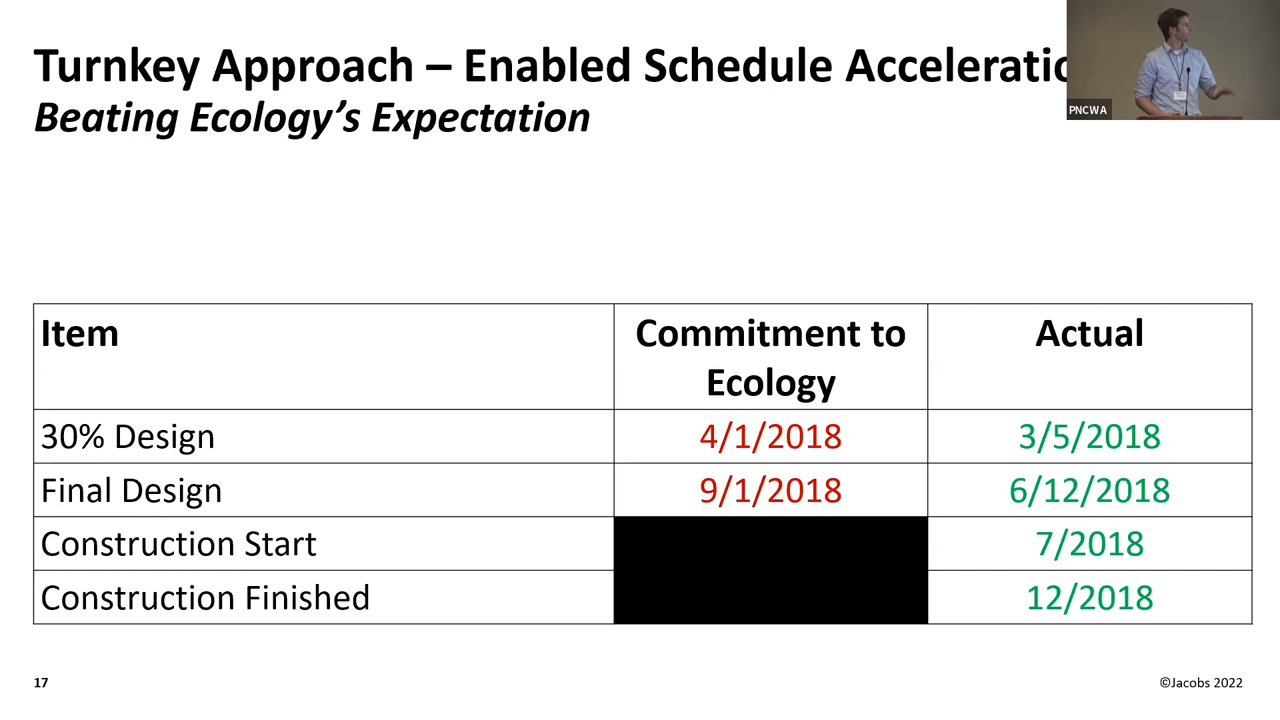 Turnkey Approach – Enabled Schedule Acceleratio
Beating Ecology's Expectation
PNCWA
Item
Commitment to Ecology
Actual
30% Design
4/1/2018
3/5/2018
Final Design
9/1/2018
6/12/2018
Construction Start
7/2018
Construction Finished
12/2018
17
©Jacobs 2022